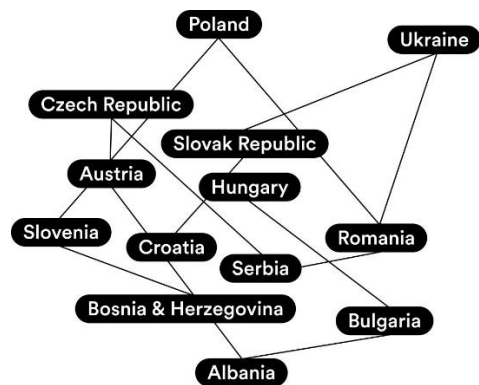 Poland
Ukraine
Czech Republic
Slovak Republic
Austria
Hungary
Slovenia
Croatia
Romania
Serbia
Bosnia & Herzegovina
Bulgaria
Albania